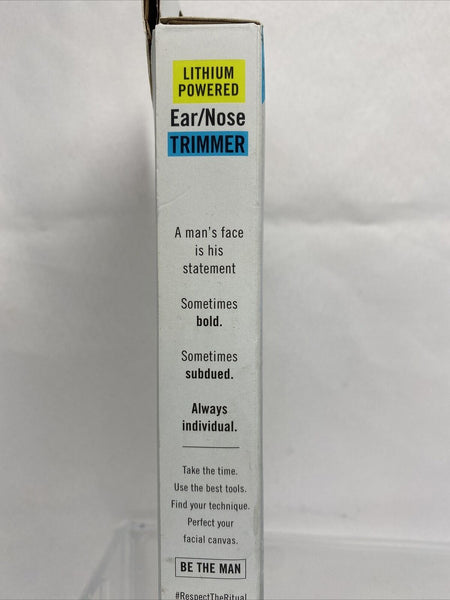 LITHIUM
POWERED
Ear/Nose
TRIMMER
A man's face
is his
statement
Sometimes
bold.
Sometimes
subdued.
Always
individual.
Take the time.
Use the best tools.
Find your technique.
Perfect your
facial canvas.
BE THE MAN
#RespectTheRitual